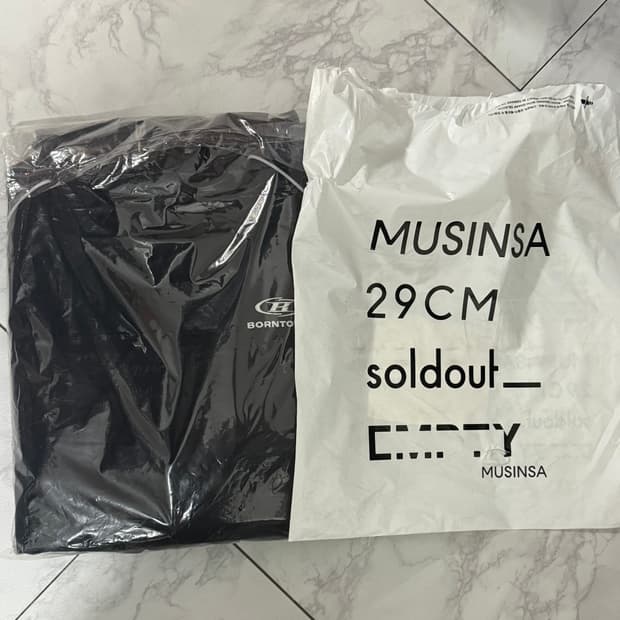 B
BORNTO
MUSINSA
29CM
soldout_
EMPTY
MUSINSA